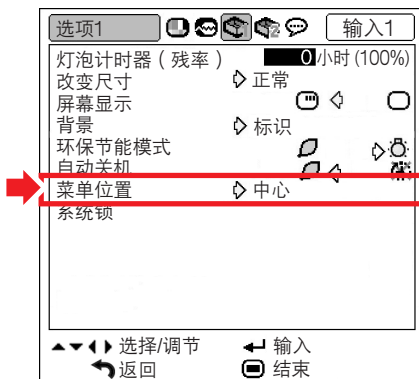 选项1 输入1
灯泡计时器(残率) 0小时(100%)
改变尺寸 正常
屏幕显示
背景 标识
环保节能模式
自动关机
菜单位置 中心
系统锁
选择/调节 输入
返回 结束